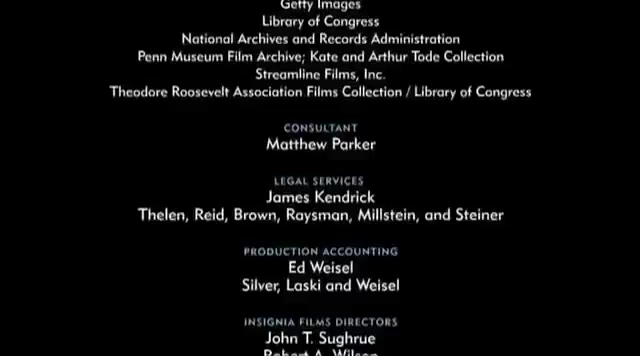 Getty Images
Library of Congress
National Archives and Records Administration
Penn Museum Film Archive; Kate and Arthur Tode Collection
Streamline Films, Inc.
Theodore Roosevelt Association Films Collection / Library of Congress
CONSULTANT
Matthew Parker
LEGAL SERVICES
James Kendrick
Thelen, Reid, Brown, Raysman, Millstein, and Steiner
PRODUCTION ACCOUNTING
Ed Weisel
Silver, Laski and Weisel
INSIGNIA FILMS DIRECTORS
John T. Sughrue
Robert A. Wilson